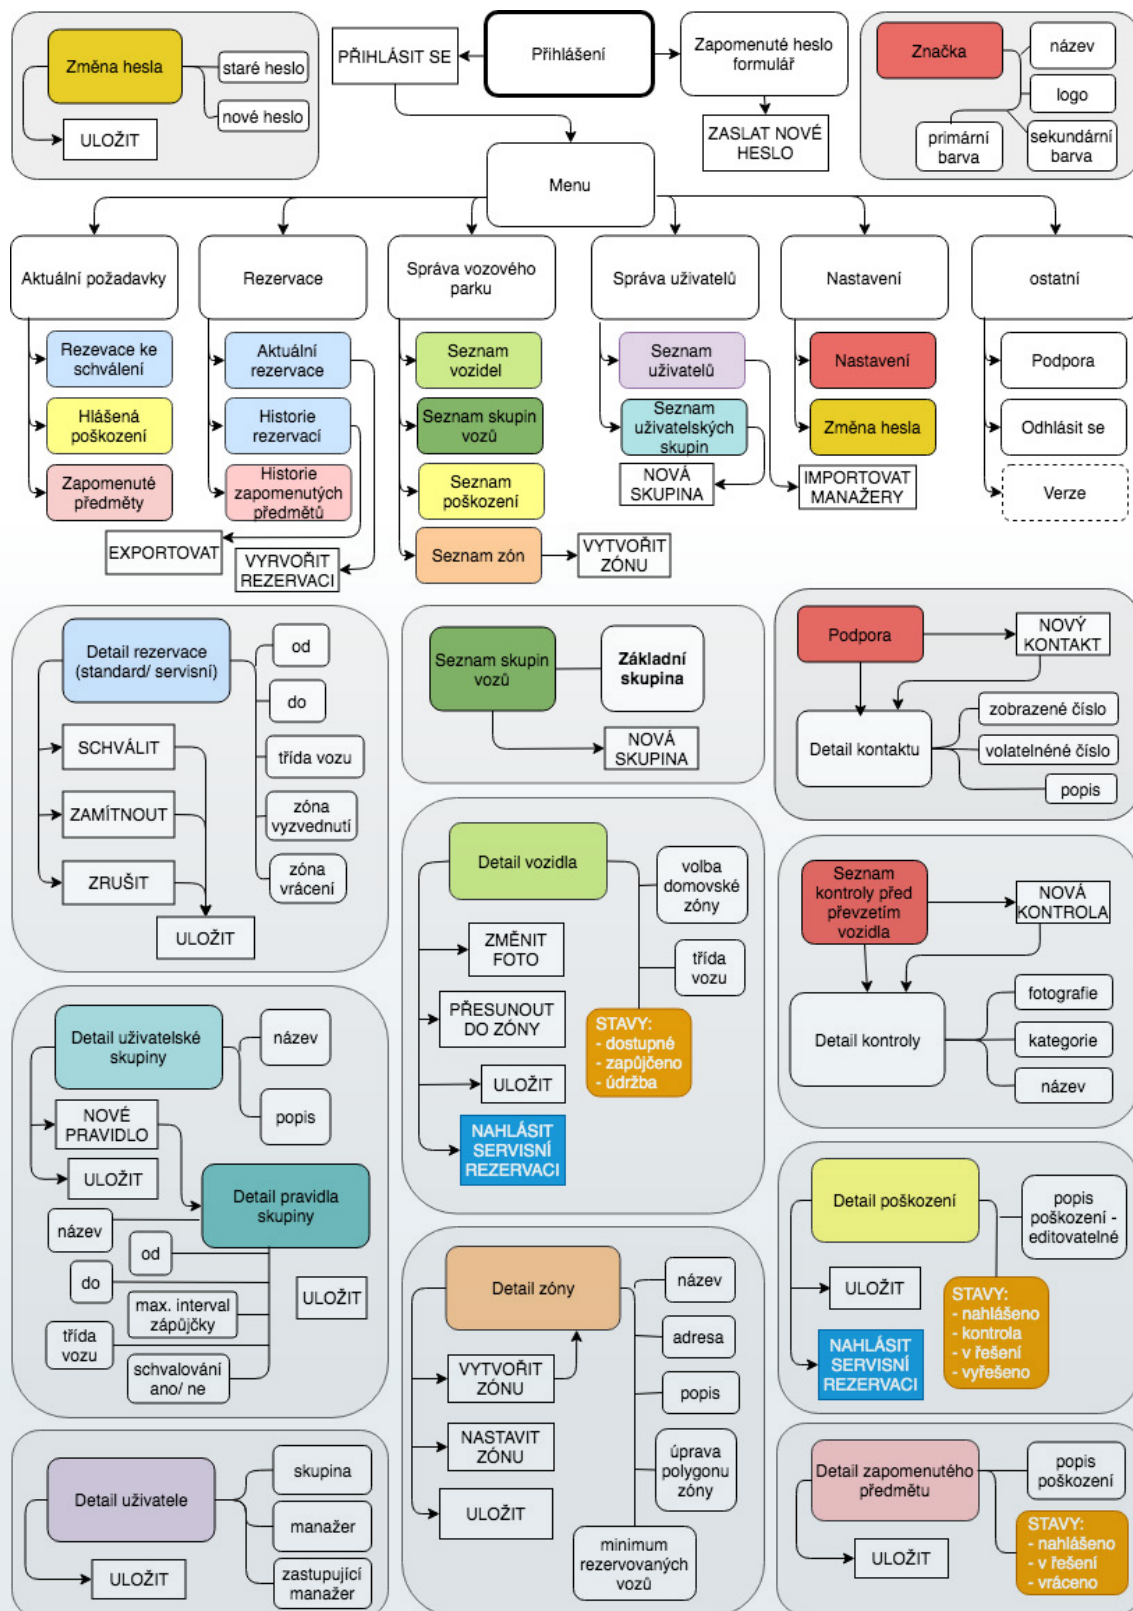 Změna hesla
staré heslo
nové heslo
ULOŽIT
PŘIHLÁSIT SE
Přihlášení
Zapomenuté heslo
formulář
ZASLAT NOVÉ
HESLO
Značka
název
logo
primární
barva
sekundární
barva
Menu
Aktuální požadavky
Rezervace
Správa vozového
parku
Správa uživatelů
Nastavení
ostatní
Rezevace ke
schválení
Hlášená
poškození
Zapomenuté
předměty
Aktuální
rezervace
Historie
rezervací
Historie
zapomenutých
předmětů
EXPORTOVAT
VYRVOŘIT
REZERVACI
Seznam
vozidel
Seznam skupin
vozů
Seznam
poškození
Seznam zón
VYTVOŘIT
ZÓNU
Seznam
uživatelů
Seznam
uživatelských
skupin
NOVÁ
SKUPINA
Nastavení
Změna hesla
IMPORTOVAT
MANAŽERY
Podpora
Odhlásit se
Verze
Detail rezervace
(standard/ servisní)
od
do
třída vozu
zóna
vyzvednutí
zóna
vrácení
SCHVÁLIT
ZAMÍTNOUT
ZRUŠIT
ULOŽIT
Seznam skupin
vozů
Základní
skupina
NOVÁ
SKUPINA
Podpora
NOVÝ
KONTAKT
Detail kontaktu
zobrazené číslo
volatelnéné číslo
popis
Detail vozidla
volba
domovské
zóny
třída
vozu
ZMĚNIT
FOTO
PŘESUNOUT
DO ZÓNY
ULOŽIT
NAHLÁSIT
SERVISNÍ
REZERVACI
STAVY:
- dostupné
- zapůjčeno
- údržba
Seznam
kontroly před
převzetím
vozidla
NOVÁ
KONTROLA
Detail kontroly
fotografie
kategorie
název
Detail uživatelské
skupiny
název
popis
NOVÉ
PRAVIDLO
ULOŽIT
Detail pravidla
skupiny
název
od
do
max. interval
zápůjčky
třída
vozu
schvalování
ano/ ne
ULOŽIT
Detail zóny
název
adresa
popis
úprava
polygonu
zóny
minimum
rezervovaných
vozů
VYTVOŘIT
ZÓNU
NASTAVIT
ZÓNU
ULOŽIT
Detail poškození
popis
poškození -
editovatelné
ULOŽIT
NAHLÁSIT
SERVISNÍ
REZERVACI
STAVY:
- nahlášeno
- kontrola
- v řešení
- vyřešeno
Detail uživatele
skupina
manažer
zastupující
manažer
ULOŽIT
Detail zapomenutého
předmětu
popis
poškození
ULOŽIT
STAVY:
- nahlášeno
- v řešení
- vráceno